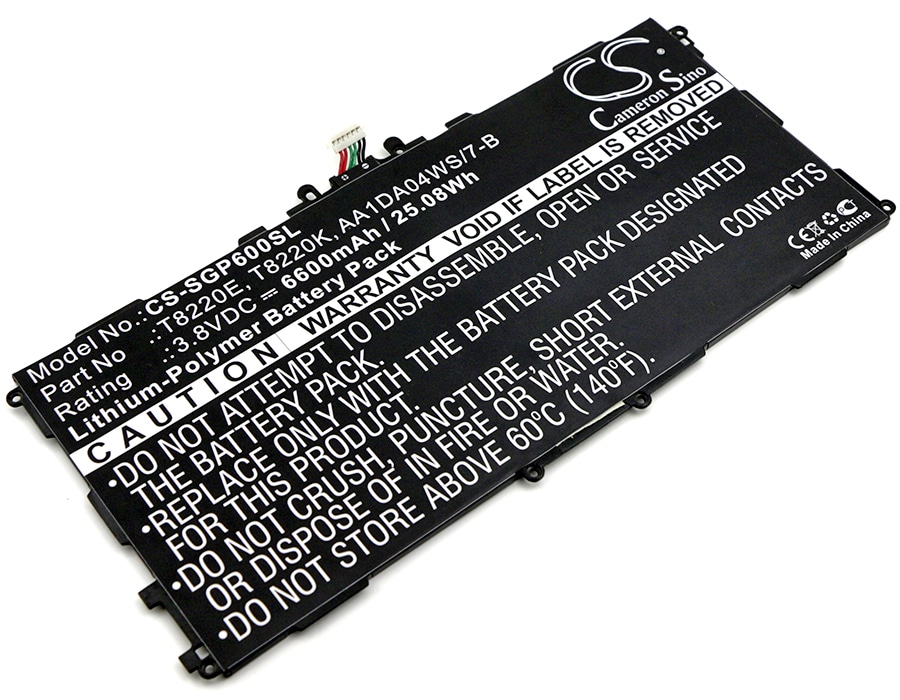 CS
Cameron Sino
Model No.:CS-SGP600SL
Part No :T8220E, T8220K, AA1DA04WS/7-B
Rating :3.8VDC ⎓ 6600mAh / 25.08Wh
Lithium-Polymer Battery Pack
WARRANTY VOID IF LABEL IS REMOVED
CE
Made in China
CAUTION
•DO NOT ATTEMPT TO DISASSEMBLE, OPEN OR SERVICE
THE BATTERY PACK.
•REPLACE ONLY WITH THE SAME BATTERIES DESIGNATED
FOR THIS PRODUCT.
•DO NOT CRUSH, PUNCTURE, SHORT EXTERNAL CONTACTS
OR DISPOSE OF IN FIRE OR WATER.
•DO NOT STORE ABOVE 60°C (140°F).